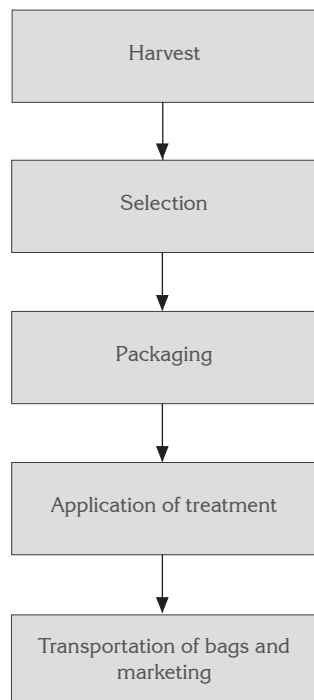 Harvest
Selection
Packaging
Application of treatment
Transportation of bags and
marketing